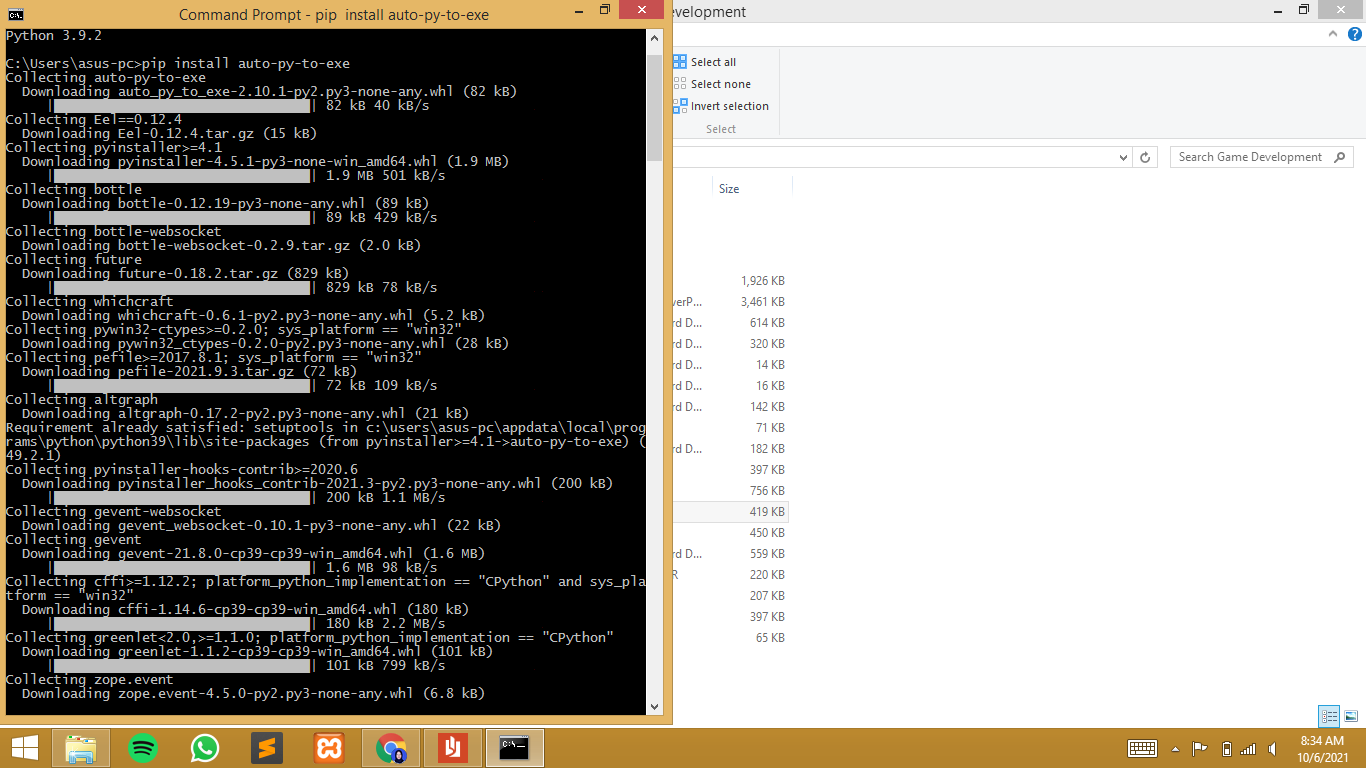 Command Prompt - pip  install auto-py-to-exe
Python 3.9.2
C:\Users\asus-pc>pip install auto-py-to-exe
Collecting auto-py-to-exe
Downloading auto_py_to_exe-2.10.1-py2.py3-none-any.whl (82 kB)
| 82 kB 40 kB/s
Collecting Eel==0.12.4
Downloading Eel-0.12.4.tar.gz (15 kB)
Collecting pyinstaller>=4.1
Downloading pyinstaller-4.5.1-py3-none-win_amd64.whl (1.9 MB)
| 1.9 MB 501 kB/s
Collecting bottle
Downloading bottle-0.12.19-py3-none-any.whl (89 kB)
| 89 kB 429 kB/s
Collecting bottle-websocket
Downloading bottle-websocket-0.2.9.tar.gz (2.0 kB)
Collecting future
Downloading future-0.18.2.tar.gz (829 kB)
| 829 kB 78 kB/s
Collecting whichcraft
Downloading whichcraft-0.6.1-py2.py3-none-any.whl (5.2 kB)
Collecting pywin32-ctypes>=0.2.0; sys_platform == "win32"
Downloading pywin32_ctypes-0.2.0-py2.py3-none-any.whl (28 kB)
Collecting pefile>=2017.8.1; sys_platform == "win32"
Downloading pefile-2021.9.3.tar.gz (72 kB)
| 72 kB 109 kB/s
Collecting altgraph
Downloading altgraph-0.17.2-py2.py3-none-any.whl (21 kB)
Requirement already satisfied: setuptools in c:\users\asus-pc\appdata\local\prog
rams\python\python39\lib\site-packages (from pyinstaller>=4.1->auto-py-to-exe) (
49.2.1)
Collecting pyinstaller-hooks-contrib>=2020.6
Downloading pyinstaller_hooks_contrib-2021.3-py2.py3-none-any.whl (200 kB)
| 200 kB 1.1 MB/s
Collecting gevent-websocket
Downloading gevent_websocket-0.10.1-py3-none-any.whl (22 kB)
Collecting gevent
Downloading gevent-21.8.0-cp39-cp39-win_amd64.whl (1.6 MB)
| 1.6 MB 98 kB/s
Collecting cffi>=1.12.2; platform_python_implementation == "CPython" and sys_pla
tform == "win32"
Downloading cffi-1.14.6-cp39-cp39-win_amd64.whl (180 kB)
| 180 kB 2.2 MB/s
Collecting greenlet<2.0,>=1.1.0; platform_python_implementation == "CPython"
Downloading greenlet-1.1.2-cp39-cp39-win_amd64.whl (101 kB)
| 101 kB 799 kB/s
Collecting zope.event
Downloading zope.event-4.5.0-py2.py3-none-any.whl (6.8 kB)
evelopment
Select all
Select none
Invert selection
Select
Search Game Development
Size
1,926 KB
verP... 3,461 KB
rd D... 614 KB
rd D... 320 KB
rd D... 14 KB
rd D... 16 KB
rd D... 142 KB
71 KB
rd D... 182 KB
397 KB
756 KB
419 KB
450 KB
rd D... 559 KB
R 220 KB
207 KB
397 KB
65 KB
8:34 AM
10/6/2021